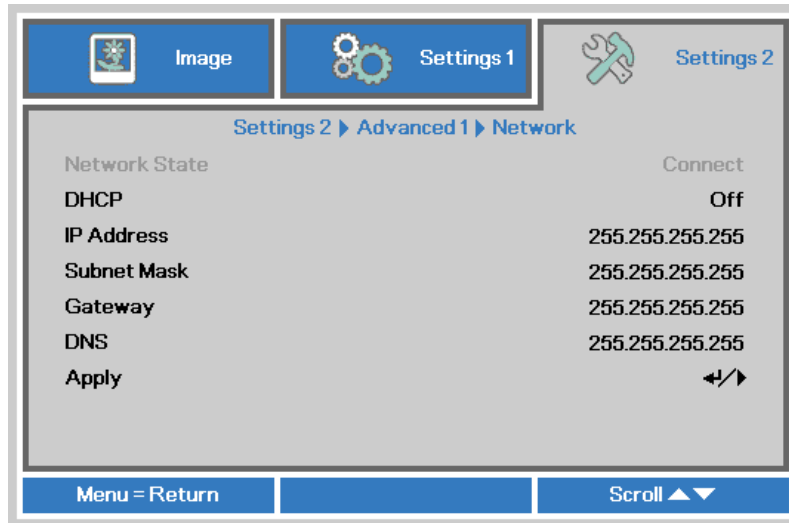 Image
Settings 1
Settings 2
Settings 2 Advanced 1 Network
Network State Connect
DHCP Off
IP Address 255.255.255.255
Subnet Mask 255.255.255.255
Gateway 255.255.255.255
DNS 255.255.255.255
Apply /
Menu = Return
Scroll